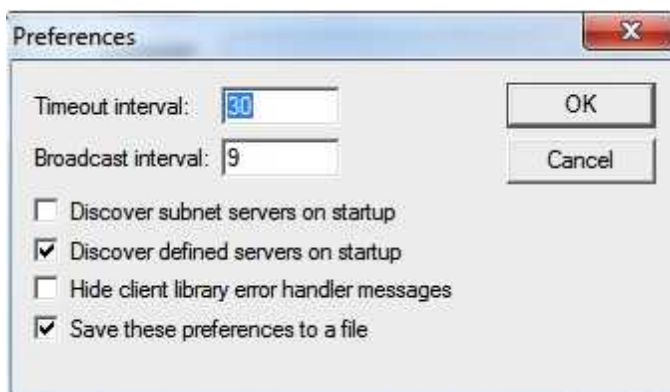 Preferences
Timeout interval: 30
OK
Broadcast interval: 9
Cancel
Discover subnet servers on startup
Discover defined servers on startup
Hide client library error handler messages
Save these preferences to a file